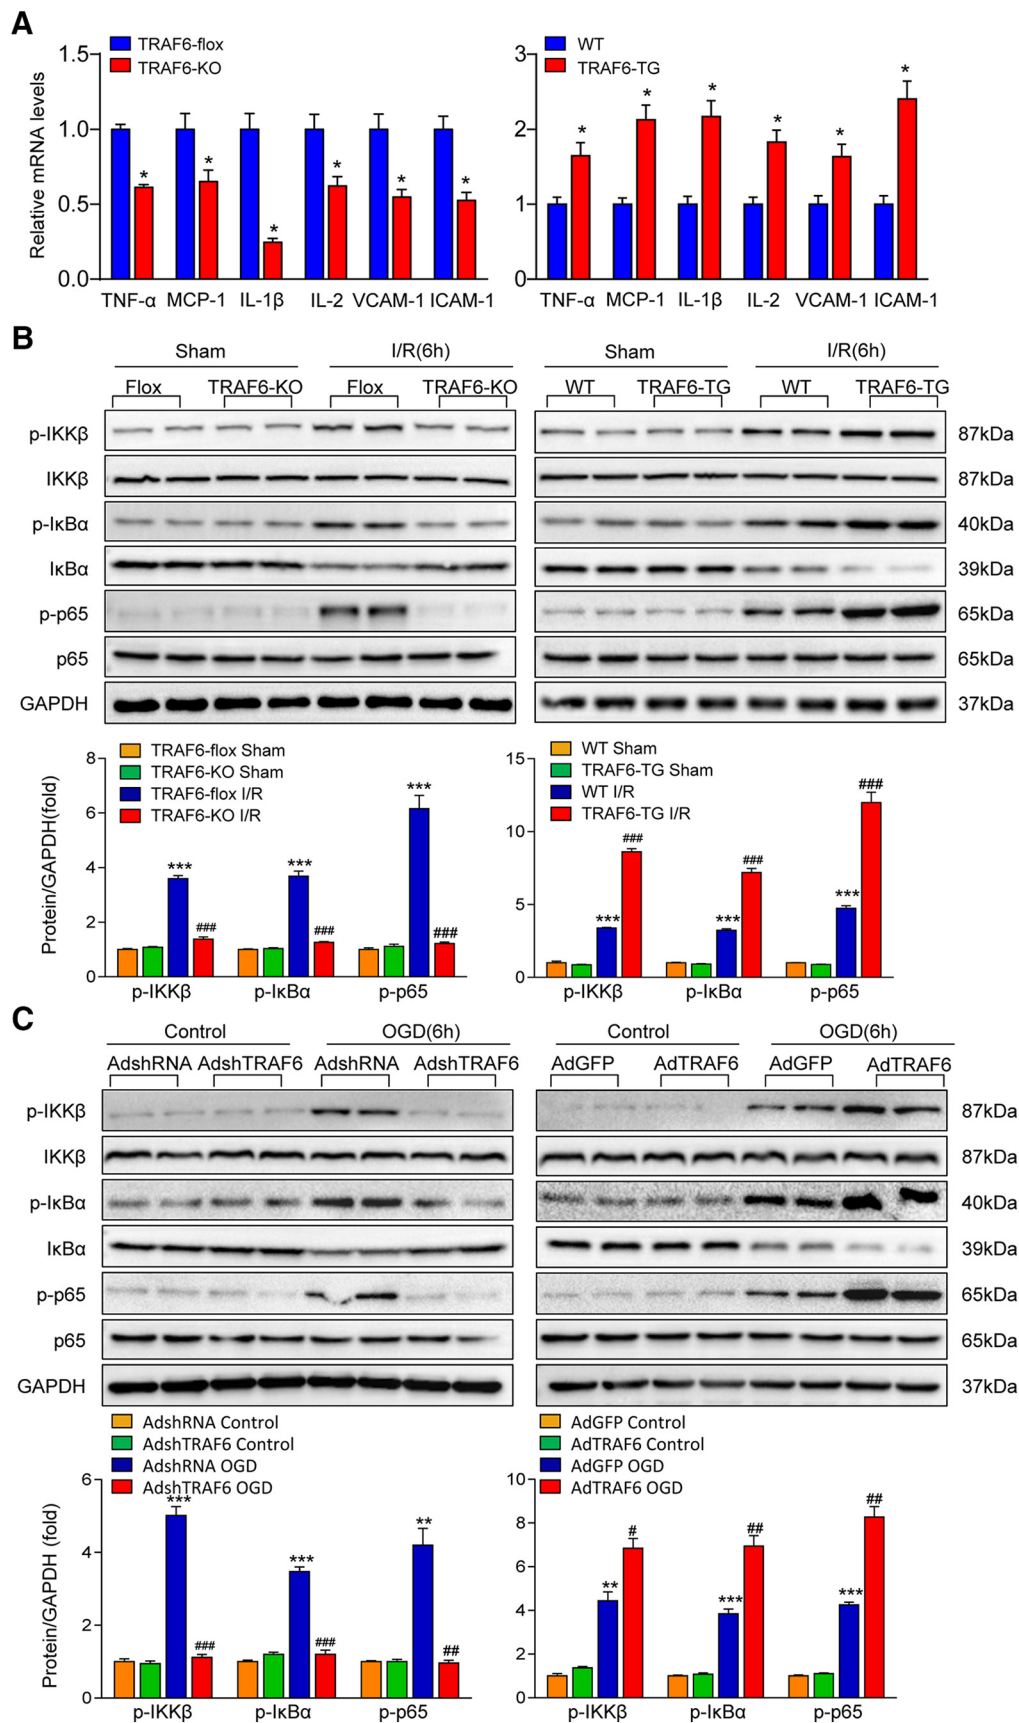 A
TRAF6-flox
TRAF6-KO
Relative mRNA levels
1.5
1.0
0.5
0.0
TNF-α MCP-1 IL-1β IL-2 VCAM-1 ICAM-1
* * * * * *
WT
TRAF6-TG
3
2
1
0
TNF-α MCP-1 IL-1β IL-2 VCAM-1 ICAM-1
* * * * * *
B
Sham I/R(6h) Sham I/R(6h)
Flox TRAF6-KO Flox TRAF6-KO WT TRAF6-TG WT TRAF6-TG
p-IKKβ 87kDa
IKKβ 87kDa
p-IκBα 40kDa
IκBα 39kDa
p-p65 65kDa
p65 65kDa
GAPDH 37kDa
TRAF6-flox Sham
TRAF6-KO Sham
TRAF6-flox I/R
TRAF6-KO I/R
Protein/GAPDH(fold)
8
6
4
2
0
*** ### *** ### *** ###
p-IKKβ p-IκBα p-p65
WT Sham
TRAF6-TG Sham
WT I/R
TRAF6-TG I/R
15
10
5
0
*** ### *** ### *** ###
p-IKKβ p-IκBα p-p65
C
Control OGD(6h) Control OGD(6h)
AdshRNA AdshTRAF6 AdshRNA AdshTRAF6 AdGFP AdTRAF6 AdGFP AdTRAF6
p-IKKβ 87kDa
IKKβ 87kDa
p-IκBα 40kDa
IκBα 39kDa
p-p65 65kDa
p65 65kDa
GAPDH 37kDa
AdshRNA Control
AdshTRAF6 Control
AdshRNA OGD
AdshTRAF6 OGD
Protein/GAPDH (fold)
6
4
2
0
*** ### *** ### ** ##
p-IKKβ p-IκBα p-p65
AdGFP Control
AdTRAF6 Control
AdGFP OGD
AdTRAF6 OGD
10
8
6
4
2
0
** # *** ## *** ##
p-IKKβ p-IκBα p-p65